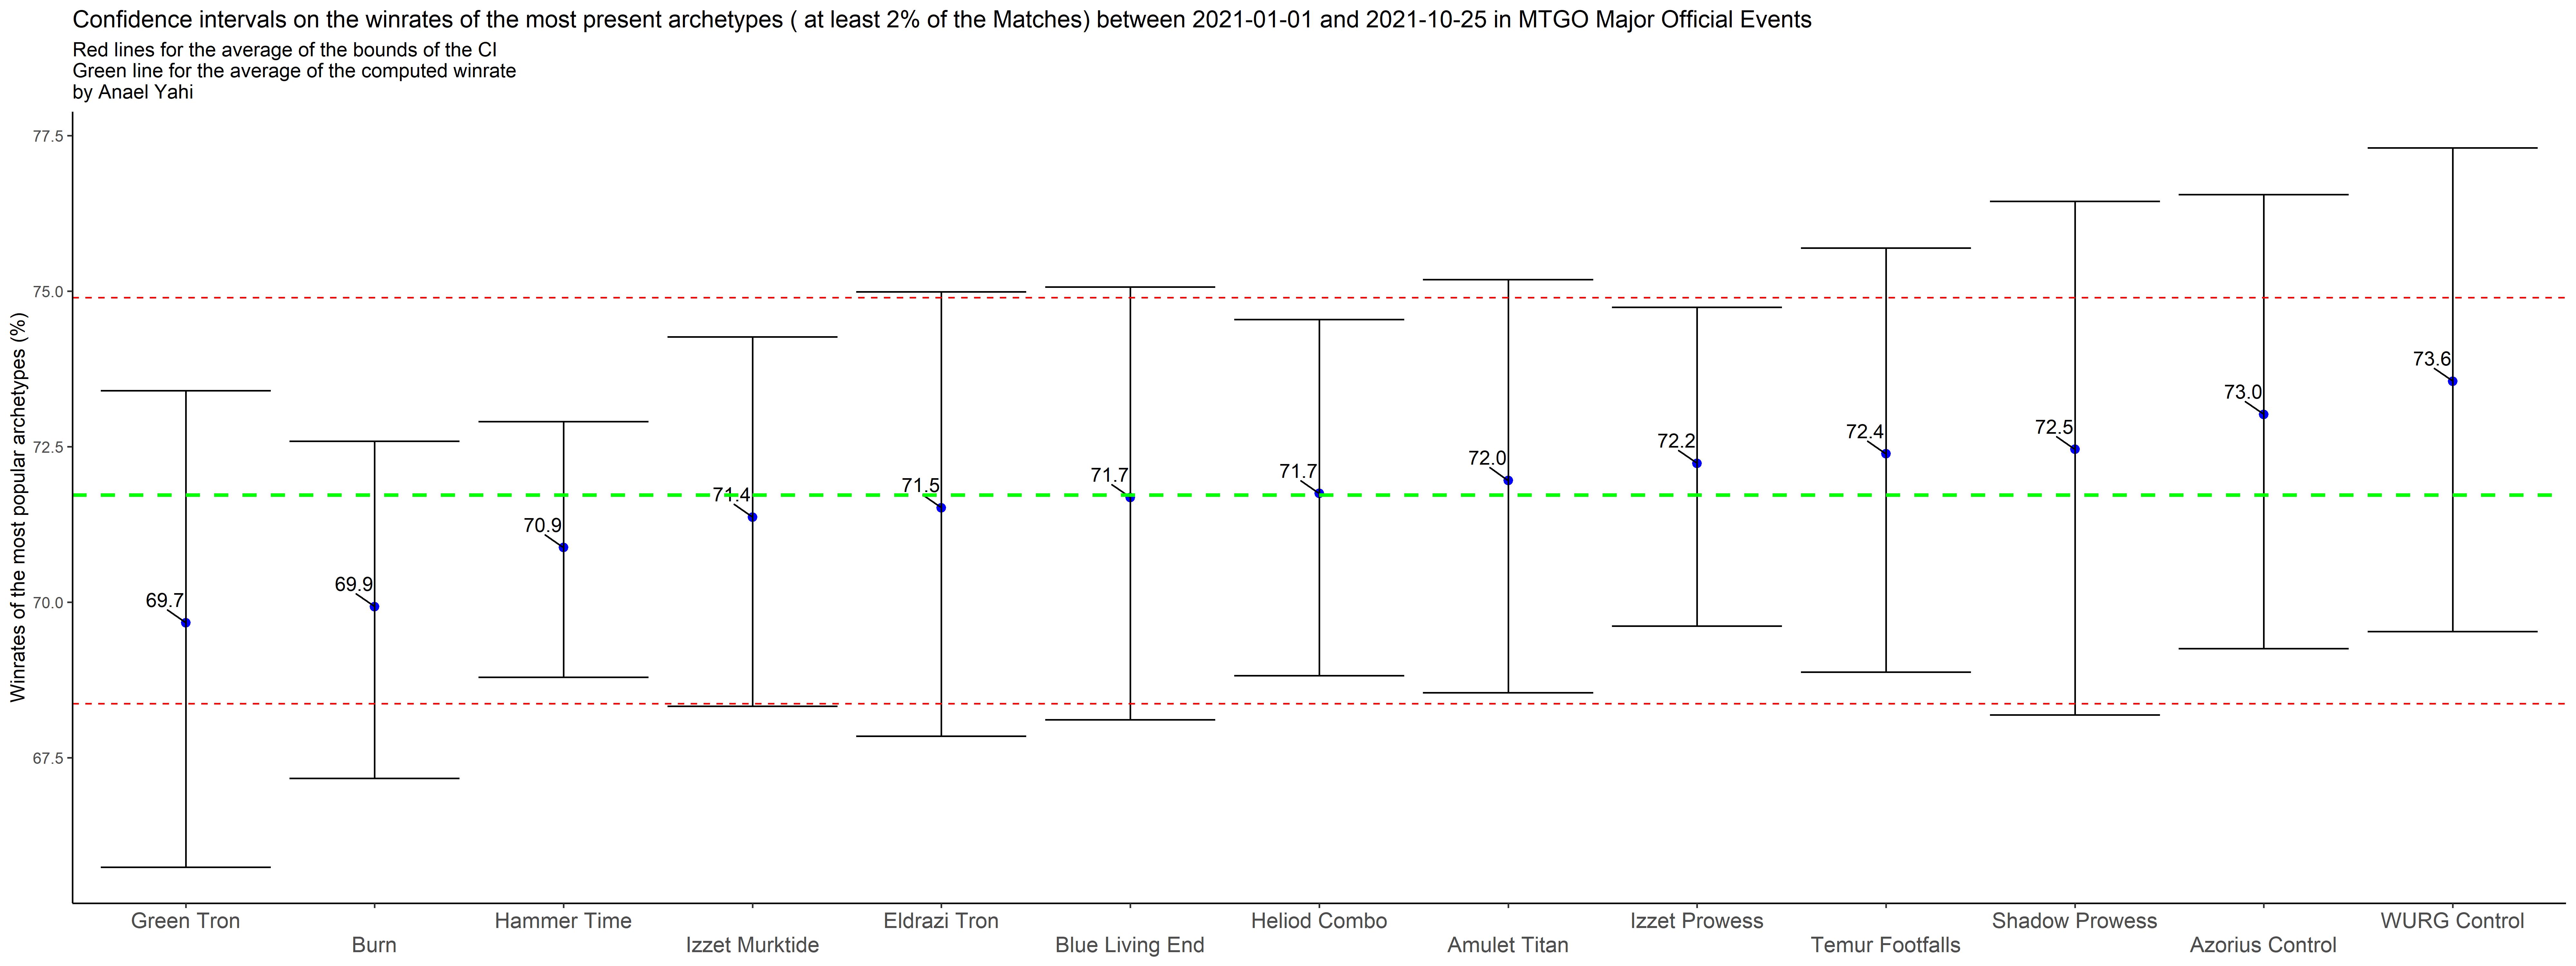 Confidence intervals on the winrates of the most present archetypes ( at least 2% of the Matches) between 2021-01-01 and 2021-10-25 in MTGO Major Official Events
Red lines for the average of the bounds of the CI
Green line for the average of the computed winrate
by Anael Yahi
Winrates of the most popular archetypes (%)
77.5
75.0
72.5
70.0
67.5
69.7
69.9
70.9
71.4
71.5
71.7
71.7
72.0
72.2
72.4
72.5
73.0
73.6
Green Tron
Burn
Hammer Time
Izzet Murktide
Eldrazi Tron
Blue Living End
Heliod Combo
Amulet Titan
Izzet Prowess
Temur Footfalls
Shadow Prowess
Azorius Control
WURG Control